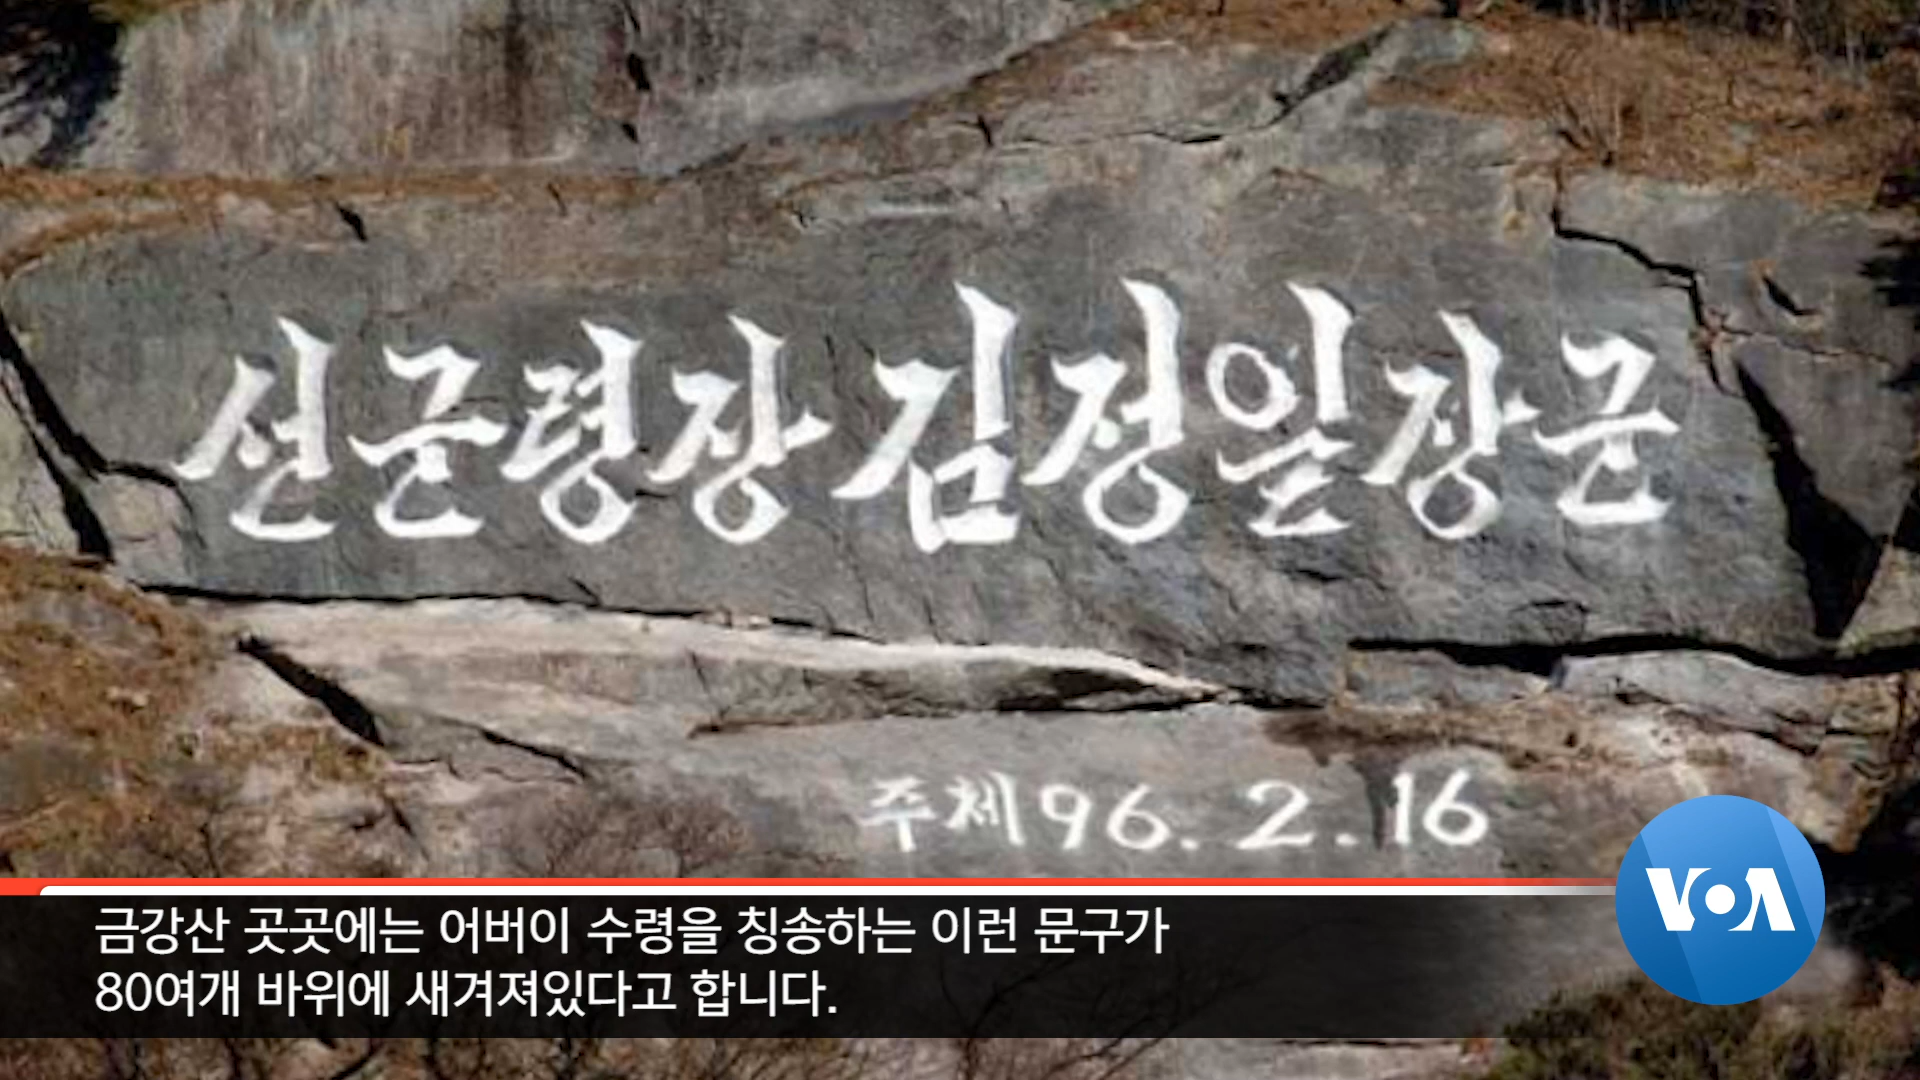 선군령장 김정일장군
주체96.2.16
금강산 곳곳에는 어버이 수령을 칭송하는 이런 문구가
80여개 바위에 새겨져있다고 합니다.
VOA